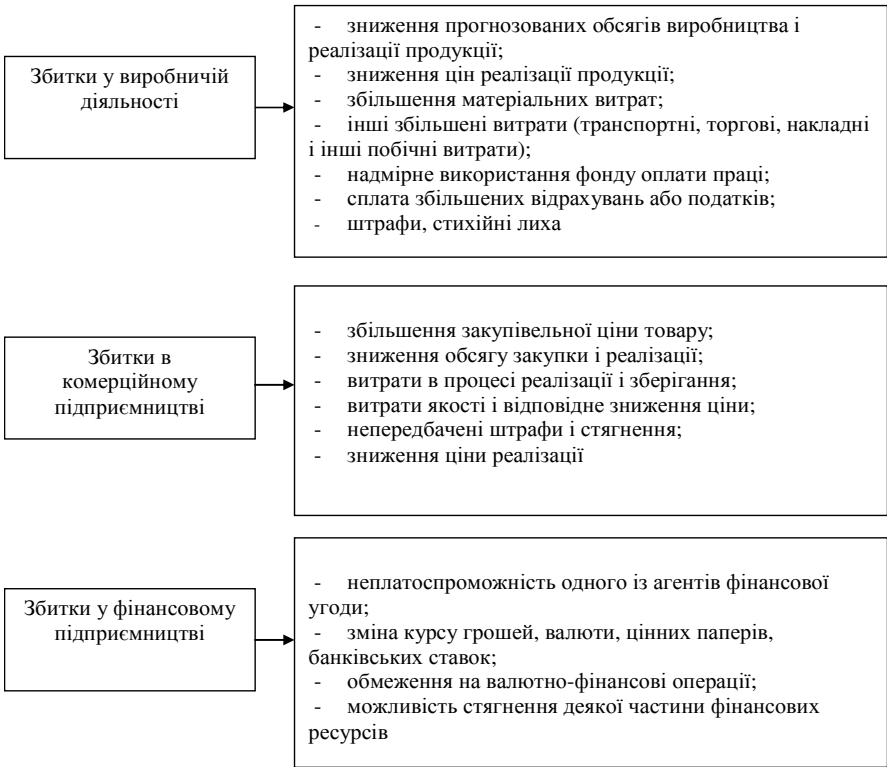 Збитки у виробничій
діяльності
- зниження прогнозованих обсягів виробництва і
реалізації продукції;
- зниження цін реалізації продукції;
- збільшення матеріальних витрат;
- інші збільшені витрати (транспортні, торгові, накладні
і інші побічні витрати);
- надмірне використання фонду оплати праці;
- сплата збільшених відрахувань або податків;
- штрафи, стихійні лиха
Збитки в
комерційному
підприємництві
- збільшення закупівельної ціни товару;
- зниження обсягу закупки і реалізації;
- витрати в процесі реалізації і зберігання;
- витрати якості і відповідне зниження ціни;
- непередбачені штрафи і стягнення;
- зниження ціни реалізації
Збитки у фінансовому
підприємництві
- неплатоспроможність одного із агентів фінансової
угоди;
- зміна курсу грошей, валюти, цінних паперів,
банківських ставок;
- обмеження на валютно-фінансові операції;
- можливість стягнення деякої частини фінансових
ресурсів